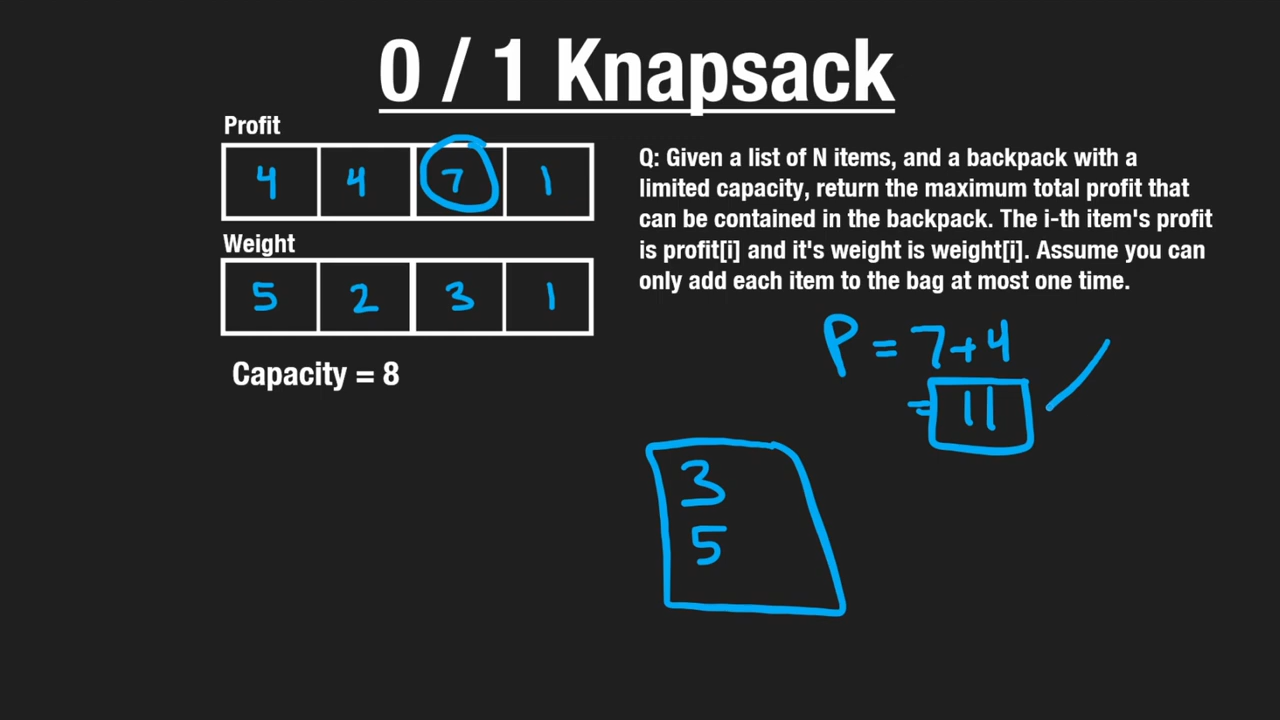 0 / 1 Knapsack
Profit
4 4 7 1
Weight
5 2 3 1
Capacity = 8
Q: Given a list of N items, and a backpack with a
limited capacity, return the maximum total profit that
can be contained in the backpack. The i-th item's profit
is profit[i] and it's weight is weight[i]. Assume you can
only add each item to the bag at most one time.
P = 7+4
= 11
3
5